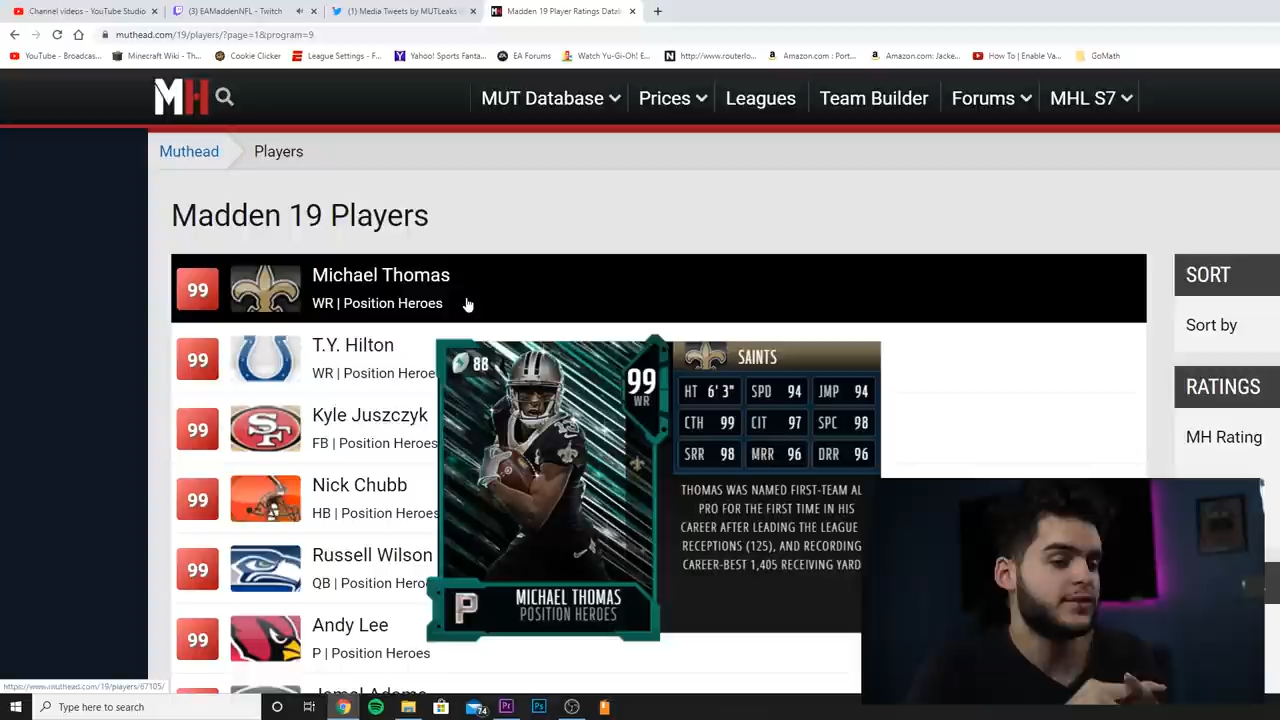 Channel videos - YouTube Studio
(3) EAMaddenNFL - Twitch
(1) Media Tweets by MUTLeaks (
Madden 19 Player Ratings Data
muthead.com/19/players/?page=1&program=9
YouTube - Broadcas...
Minecraft Wiki - Th...
Cookie Clicker
League Settings - F...
Yahoo! Sports Fanta...
EA Forums
Watch Yu-Gi-Oh! E...
http://www.routerlo...
Amazon.com : Port...
Amazon.com: Jacke...
How To | Enable Va...
GoMath
MH
MUT Database
Prices
Leagues
Team Builder
Forums
MHL S7
Muthead
Players
Madden 19 Players
99
Michael Thomas
WR | Position Heroes
99
T.Y. Hilton
WR | Position Heroe
99
Kyle Juszczyk
FB | Position Heroes
99
Nick Chubb
HB | Position Heroes
99
Russell Wilson
QB | Position Heroe
99
Andy Lee
P | Position Heroes
Jamal Adams
88
99
WR
P
MICHAEL THOMAS
POSITION HEROES
SAINTS
HT 6' 3" SPD 94 JMP 94
CTH 99 CIT 97 SPC 98
SRR 98 MRR 96 DRR 96
THOMAS WAS NAMED FIRST-TEAM AL
PRO FOR THE FIRST TIME IN HIS
CAREER AFTER LEADING THE LEAGUE
RECEPTIONS (125), AND RECORDING
CAREER-BEST 1,405 RECEIVING YARD
SORT
Sort by
RATINGS
MH Rating
https://www.muthead.com/19/players/67105/
Type here to search
74
Pr
Ps